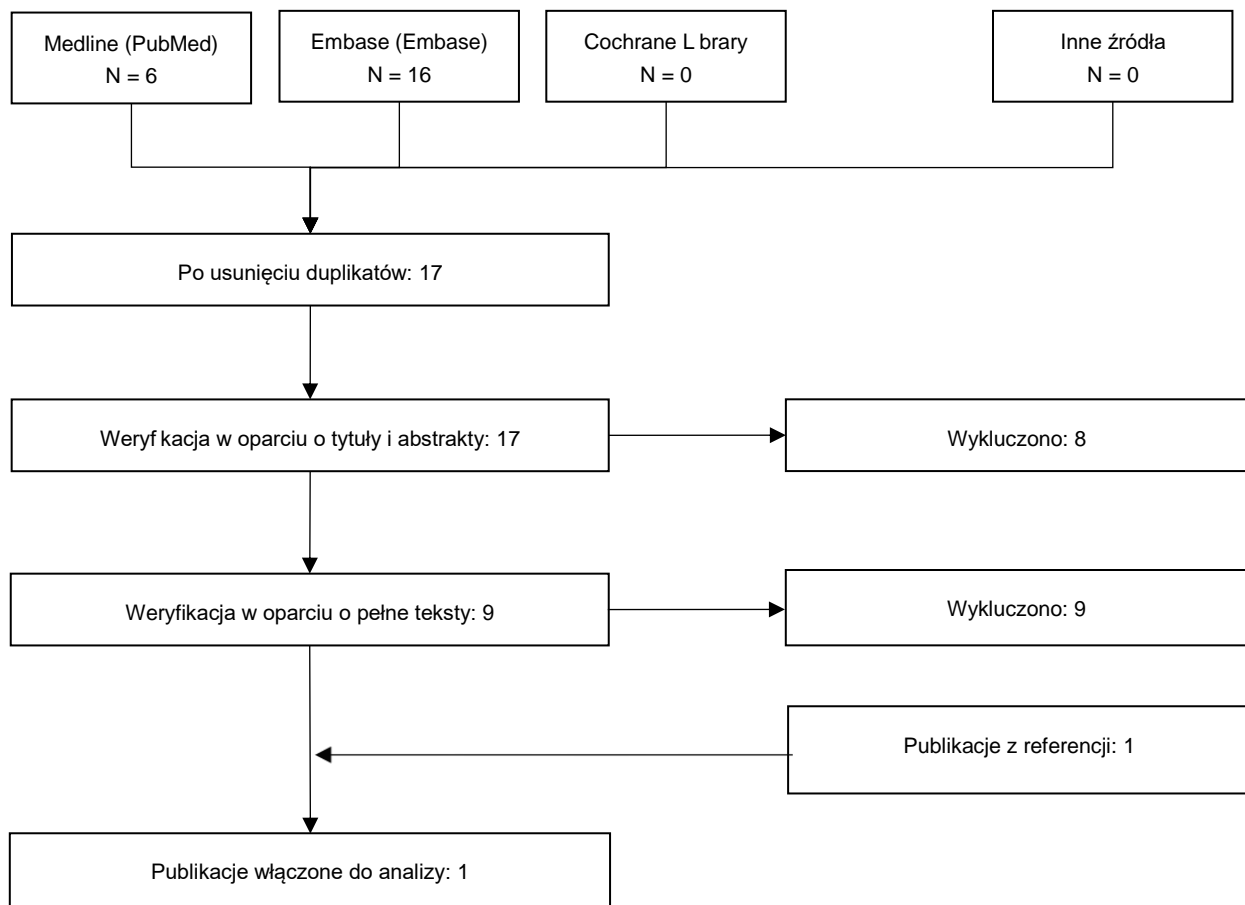 Medline (PubMed)
N = 6
Embase (Embase)
N = 16
Cochrane L brary
N = 0
Inne źródła
N = 0
Po usunięciu duplikatów: 17
Weryf kacja w oparciu o tytuły i abstrakty: 17
Wykluczono: 8
Weryfikacja w oparciu o pełne teksty: 9
Wykluczono: 9
Publikacje z referencji: 1
Publikacje włączone do analizy: 1